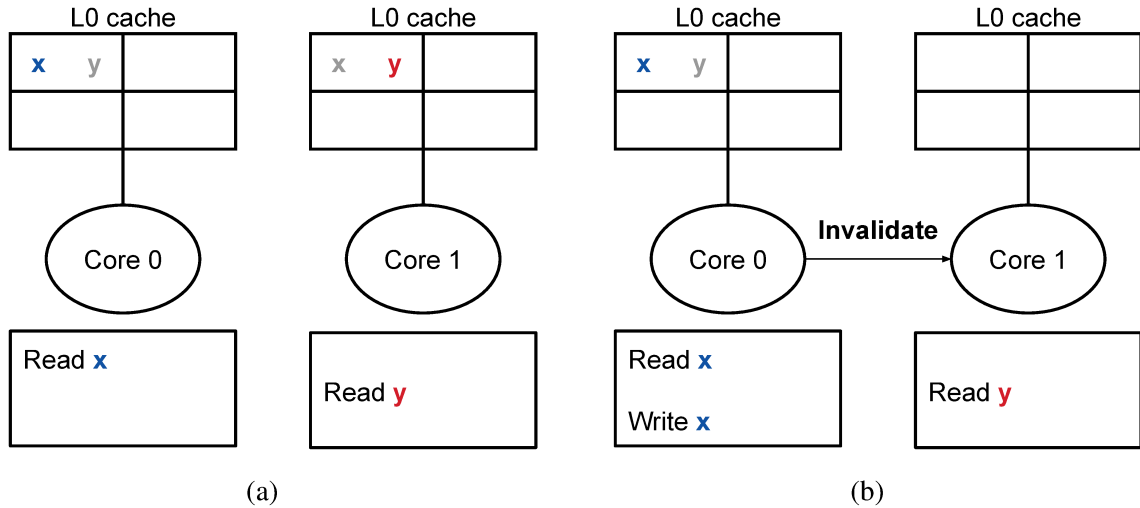 L0 cache
x y
Core 0
Read x
L0 cache
x y
Core 1
Read y
(a)
L0 cache
x y
Core 0
Read x
Write x
Invalidate
L0 cache
Core 1
Read y
(b)